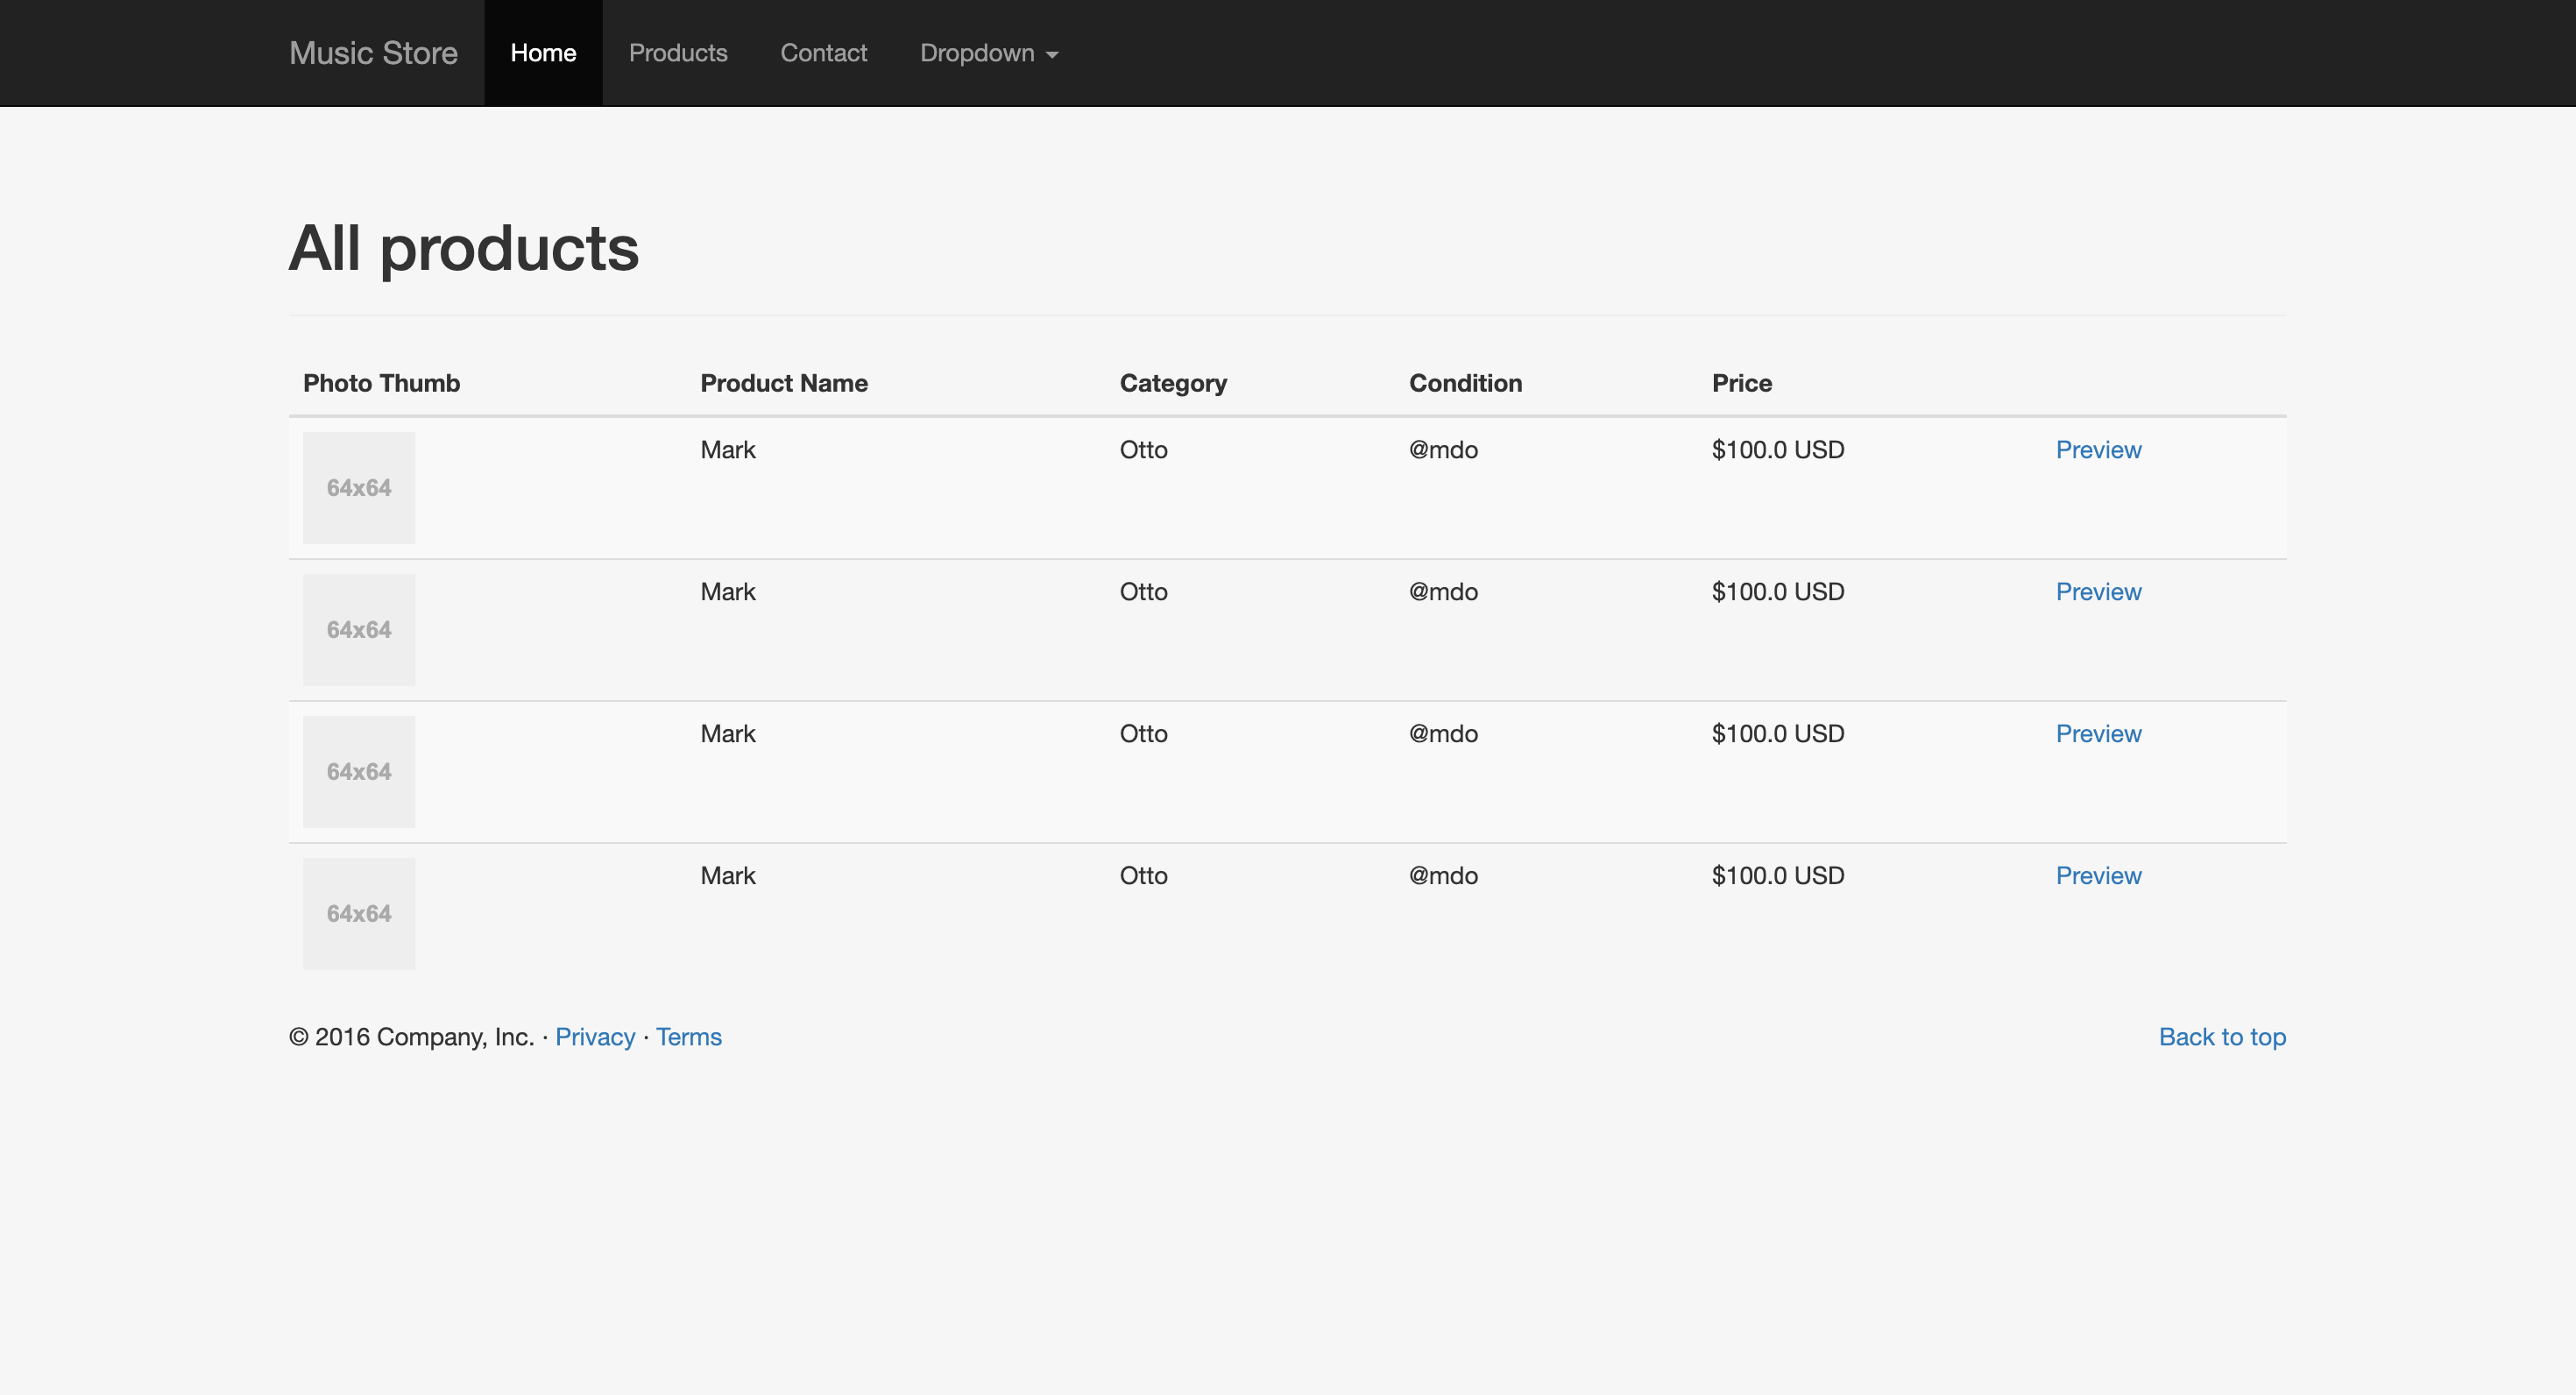 Music Store Home Products Contact Dropdown
All products
Photo Thumb Product Name Category Condition Price
64x64 Mark Otto @mdo $100.0 USD Preview
64x64 Mark Otto @mdo $100.0 USD Preview
64x64 Mark Otto @mdo $100.0 USD Preview
64x64 Mark Otto @mdo $100.0 USD Preview
© 2016 Company, Inc. · Privacy · Terms Back to top